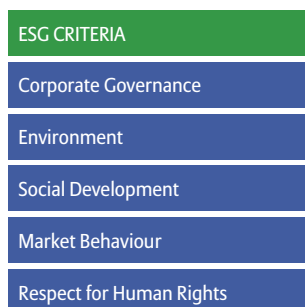 ESG CRITERIA
Corporate Governance
Environment
Social Development
Market Behaviour
Respect for Human Rights